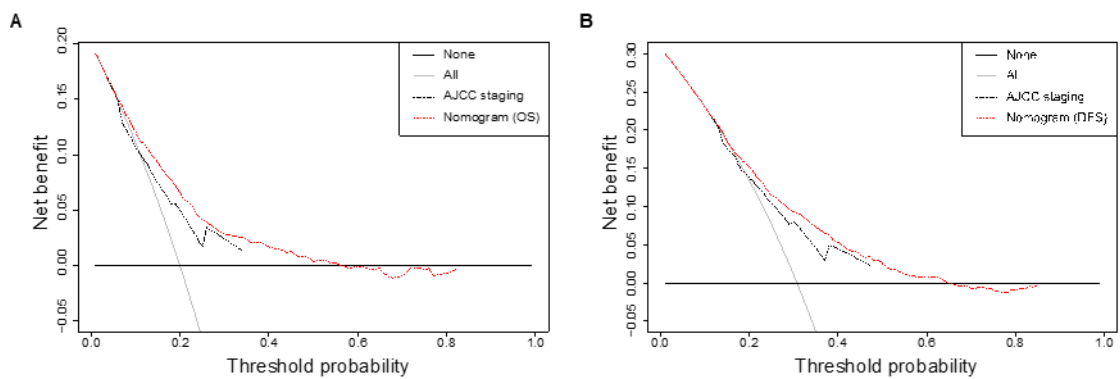 A
Net benefit
0.20
0.15
0.10
0.05
0.00
−0.05
None
All
AJCC staging
Nomogram (OS)
0.0 0.2 0.4 0.6 0.8 1.0
Threshold probability
B
Net benefit
0.30
0.25
0.20
0.15
0.10
0.05
0.00
−0.05
None
Al
AJCC staging
Nomogram (DFS)
0.0 0.2 0.4 0.6 0.8 1.0
Threshold probability